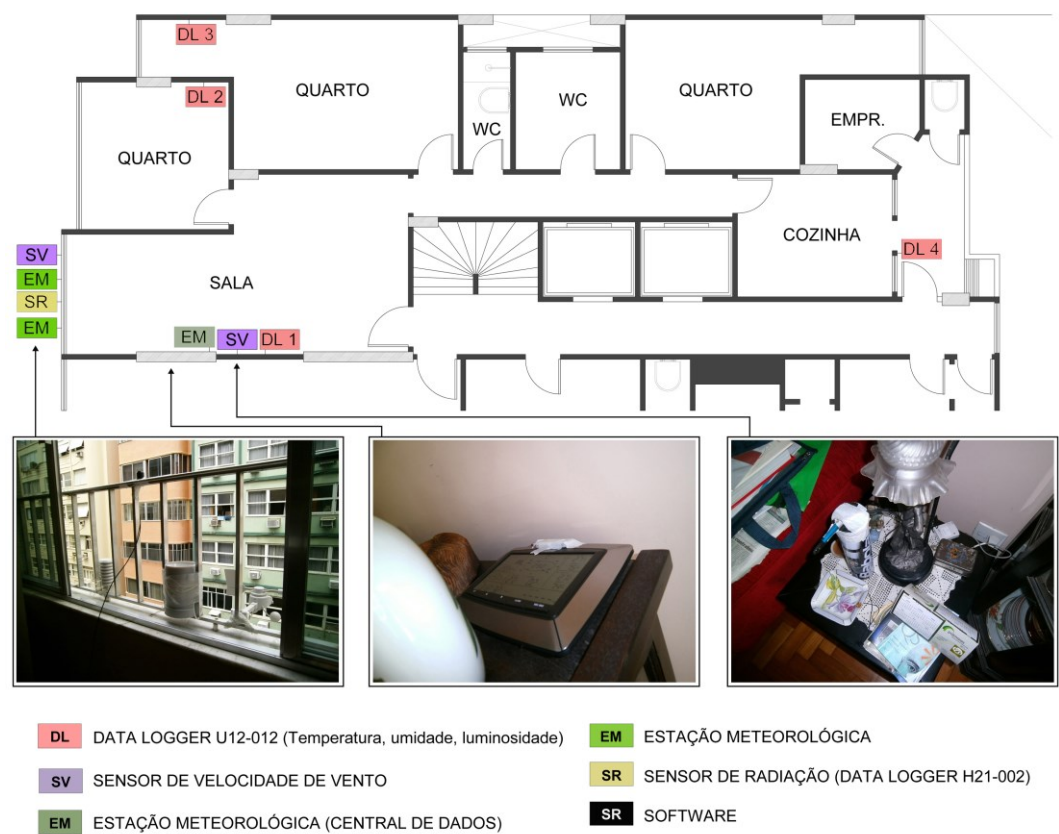 DL 3
DL 2
QUARTO
WC
QUARTO
WC
EMPR.
QUARTO
COZINHA
DL 4
SV
EM
SR
EM
SALA
EM
SV
DL 1
DL DATA LOGGER U12-012 (Temperatura, umidade, luminosidade)
SV SENSOR DE VELOCIDADE DE VENTO
EM ESTAÇÃO METEOROLÓGICA (CENTRAL DE DADOS)
EM ESTAÇÃO METEOROLÓGICA
SR SENSOR DE RADIAÇÃO (DATA LOGGER H21-002)
SR SOFTWARE